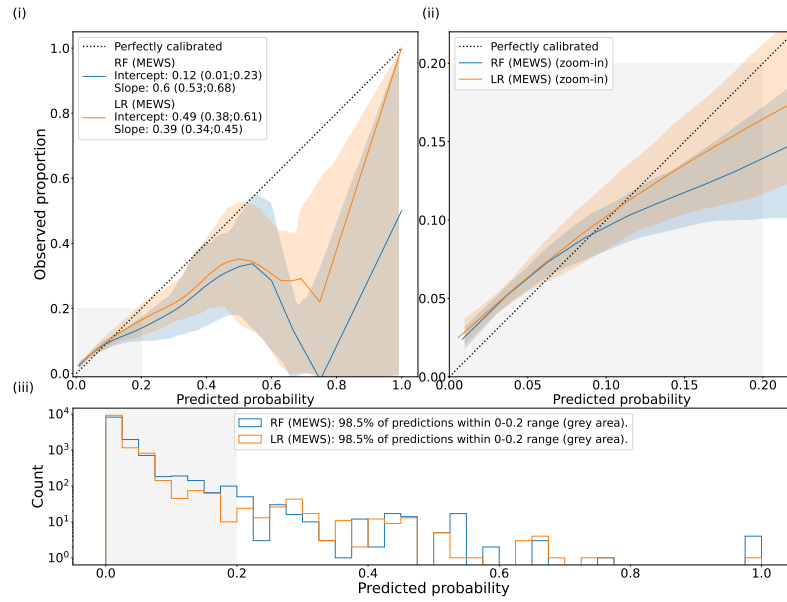 (i)
Perfectly calibrated
RF (MEWS)
Intercept: 0.12 (0.01;0.23)
Slope: 0.6 (0.53;0.68)
LR (MEWS)
Intercept: 0.49 (0.38;0.61)
Slope: 0.39 (0.34;0.45)
Observed proportion
1.0
0.8
0.6
0.4
0.2
0.0
0.0 0.2 0.4 0.6 0.8 1.0
Predicted probability
(ii)
Perfectly calibrated
RF (MEWS) (zoom-in)
LR (MEWS) (zoom-in)
0.20
0.15
0.10
0.05
0.00
0.00 0.05 0.10 0.15 0.20
Predicted probability
(iii)
RF (MEWS): 98.5% of predictions within 0-0.2 range (grey area).
LR (MEWS): 98.5% of predictions within 0-0.2 range (grey area).
Count
10⁴
10³
10²
10¹
10⁰
0.0 0.2 0.4 0.6 0.8 1.0
Predicted probability